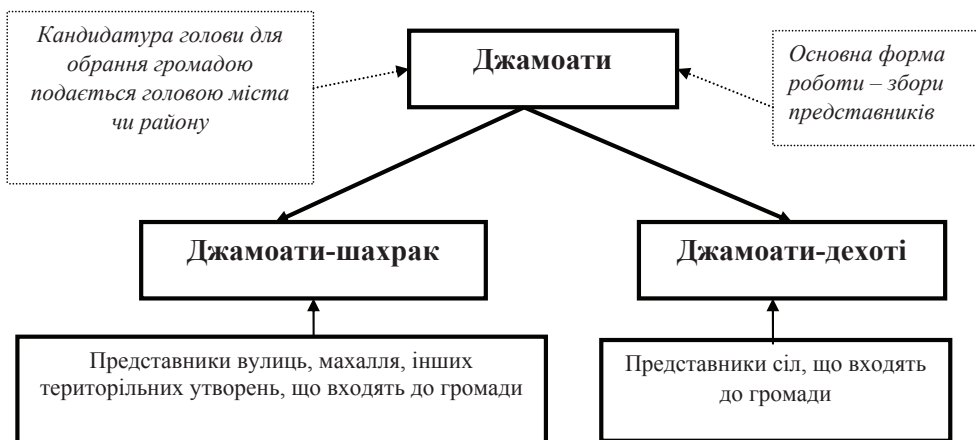 Кандидатура голови для
обрання громадою
подається головою міста
чи району
Джамоати
Основна форма
роботи – збори
представників
Джамоати-шахрак
Джамоати-дехоті
Представники вулиць, махалля, інших
територільних утворень, що входять до громади
Представники сіл, що входять
до громади